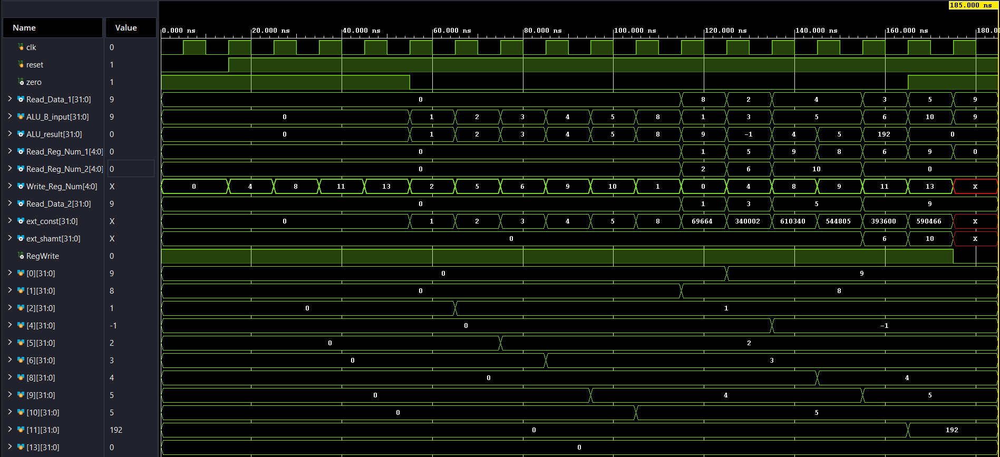 185.000 ns
Name Value
0.000 ns 20.000 ns 40.000 ns 60.000 ns 80.000 ns 100.000 ns 120.000 ns 140.000 ns 160.000 ns 180.0
clk 0
reset 1
zero 1
Read_Data_1[31:0] 9 0 8 2 4 3 5 9
ALU_B_input[31:0] 9 0 1 2 3 4 5 8 1 3 5 6 10 9
ALU_result[31:0] 0 0 1 2 3 4 5 8 9 -1 4 5 192 0
Read_Reg_Num_1[4:0] 0 0 1 5 9 8 6 9 0
Read_Reg_Num_2[4:0] 0 0 2 6 10 0
Write_Reg_Num[4:0] X 0 4 8 11 13 2 5 6 9 10 1 0 4 8 9 11 13 X
Read_Data_2[31:0] 9 0 1 3 5 9
ext_const[31:0] X 0 1 2 3 4 5 8 69664 340002 610340 544805 393600 590466 X
ext_shamt[31:0] X 0 6 10 X
RegWrite 0
[0][31:0] 9 0 9
[1][31:0] 8 0 8
[2][31:0] 1 0 1
[4][31:0] -1 0 -1
[5][31:0] 2 0 2
[6][31:0] 3 0 3
[8][31:0] 4 0 4
[9][31:0] 5 0 4 5
[10][31:0] 5 0 5
[11][31:0] 192 0 192
[13][31:0] 0 0